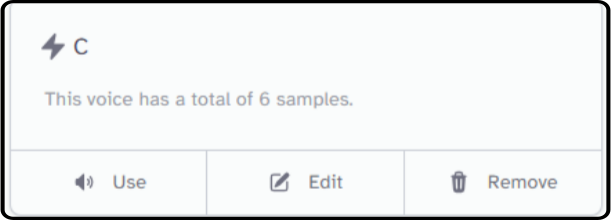 C
This voice has a total of 6 samples.
Use Edit Remove